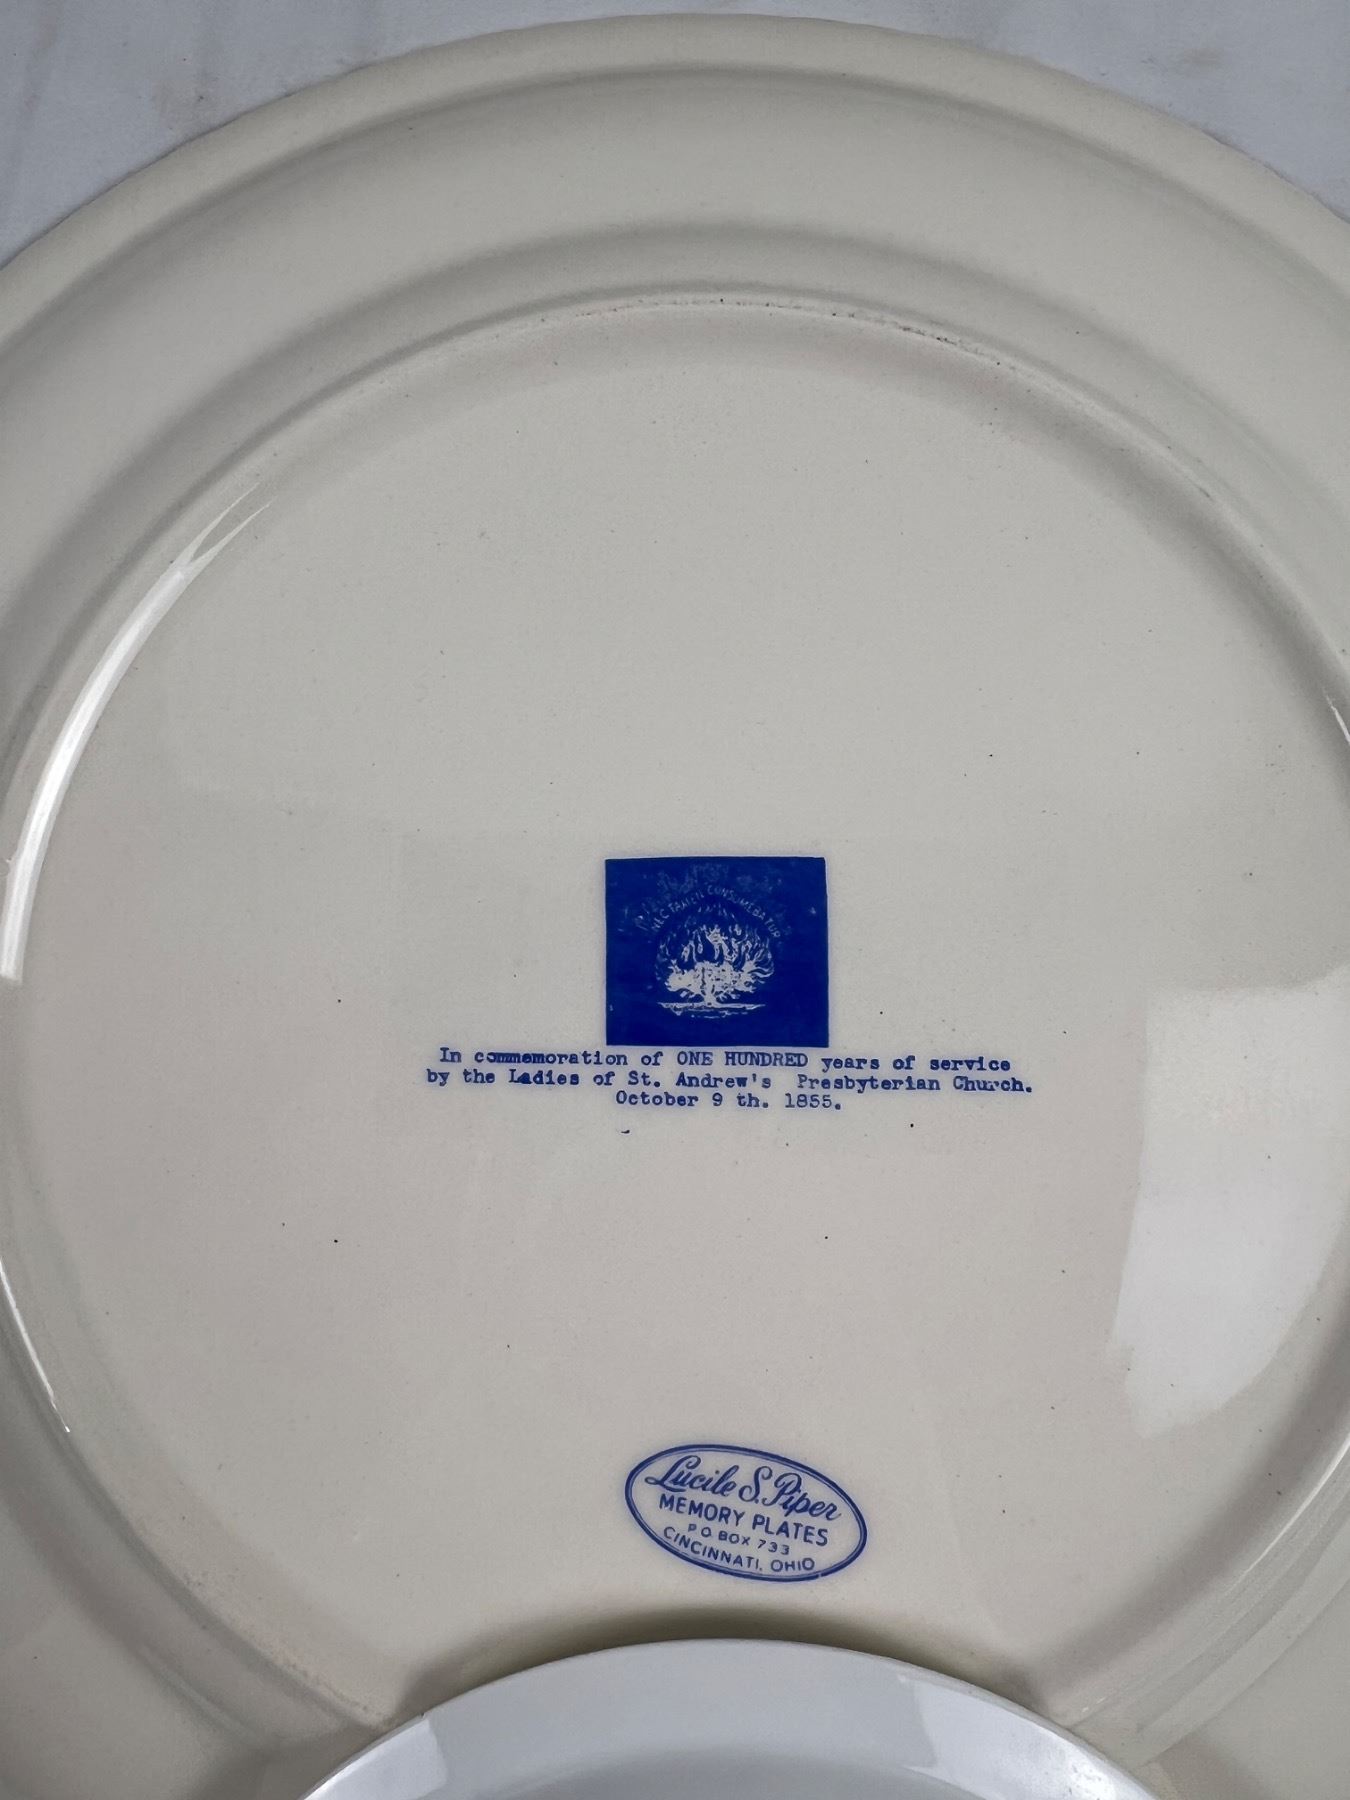 NEC TAMEN CONSUMEBATUR
In commemoration of ONE HUNDRED years of service
by the Ladies of St. Andrew's Presbyterian Church.
October 9 th. 1855.
Lucile S. Piper
MEMORY PLATES
P O BOX 733
CINCINNATI, OHIO